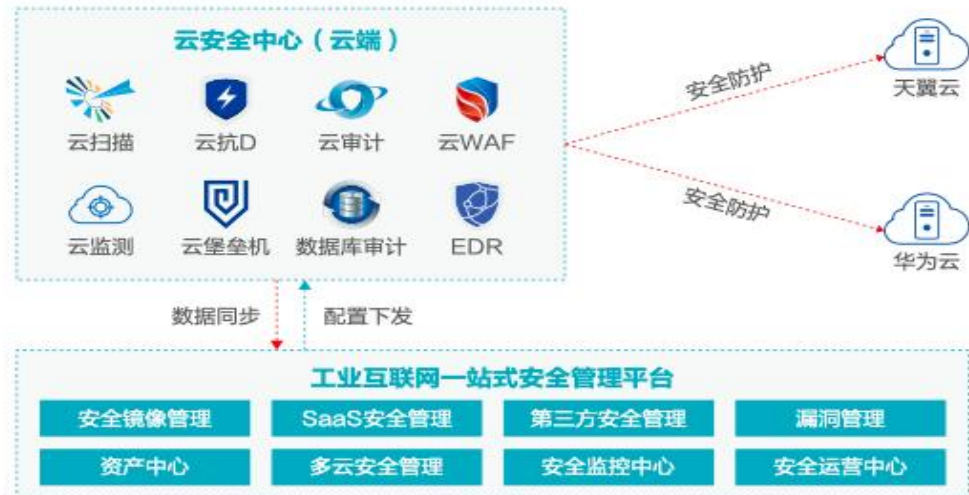 云安全中心（云端）
云扫描 云抗D 云审计 云WAF
云监测 云堡垒机 数据库审计 EDR
安全防护
天翼云
安全防护
华为云
数据同步 配置下发
工业互联网一站式安全管理平台
安全镜像管理 SaaS安全管理 第三方安全管理 漏洞管理
资产中心 多云安全管理 安全监控中心 安全运营中心